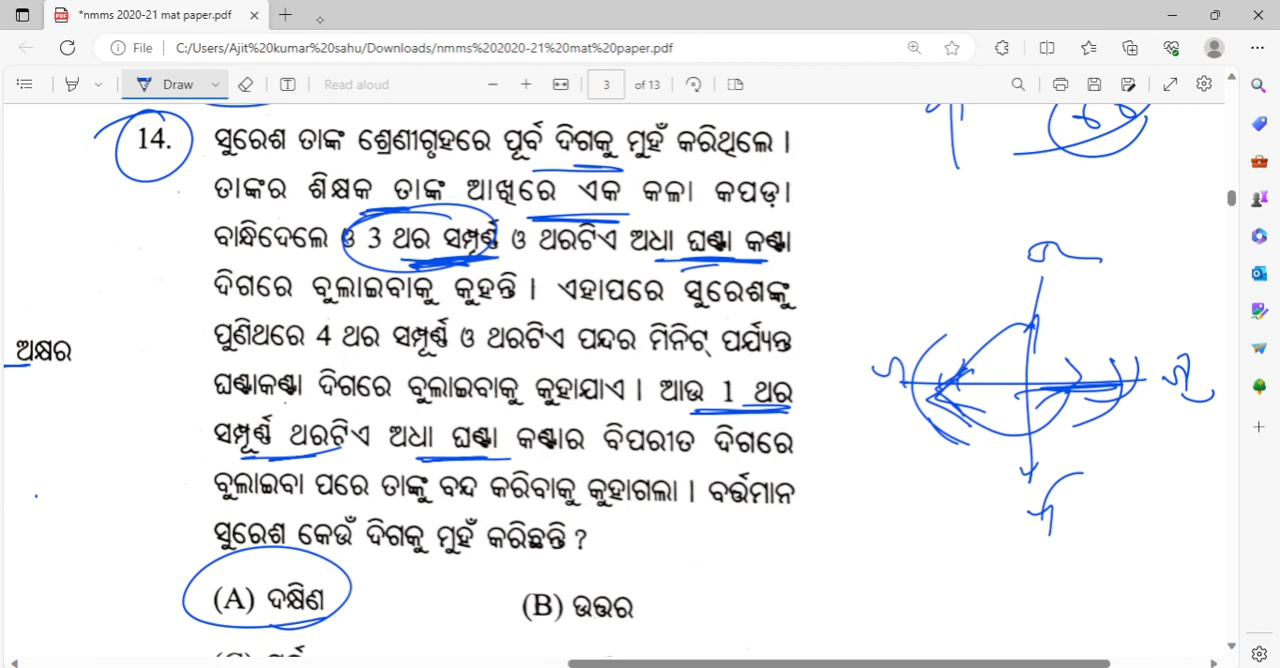 *nmms 2020-21 mat paper.pdf
File C:/Users/Ajit%20kumar%20sahu/Downloads/nmms%202020-21%20mat%20paper.pdf
Draw Read aloud 3 of 13
14. ସୁରେଶ ତାଙ୍କ ଶ୍ରେଣୀଗୃହରେ ପୂର୍ବ ଦିଗକୁ ମୁହଁ କରିଥିଲେ ।
ତାଙ୍କର ଶିକ୍ଷକ ତାଙ୍କ ଆଖିରେ ଏକ କଳା କପଡ଼ା
ବାନ୍ଧିଦେଲେ ଓ 3 ଥର ସମ୍ପୂର୍ଣ୍ଣ ଓ ଥରଟିଏ ଅଧା ଘଣ୍ଟା କଣ୍ଟା
ଦିଗରେ ବୁଲାଇବାକୁ କୁହନ୍ତି । ଏହାପରେ ସୁରେଶଙ୍କୁ
ପୁଣିଥରେ 4 ଥର ସମ୍ପୂର୍ଣ୍ଣ ଓ ଥରଟିଏ ପନ୍ଦର ମିନିଟ୍ ପର୍ଯ୍ୟନ୍ତ
ଅକ୍ଷର
ଘଣ୍ଟାକଣ୍ଟା ଦିଗରେ ବୁଲାଇବାକୁ କୁହାଯାଏ । ଆଉ 1 ଥର
ସମ୍ପୂର୍ଣ୍ଣ ଥରଟିଏ ଅଧା ଘଣ୍ଟା କଣ୍ଟାର ବିପରୀତ ଦିଗରେ
ବୁଲାଇବା ପରେ ତାଙ୍କୁ ବନ୍ଦ କରିବାକୁ କୁହାଗଲା । ବର୍ତ୍ତମାନ
ସୁରେଶ କେଉଁ ଦିଗକୁ ମୁହଁ କରିଛନ୍ତି ?
(A) ଦକ୍ଷିଣ (B) ଉତ୍ତର